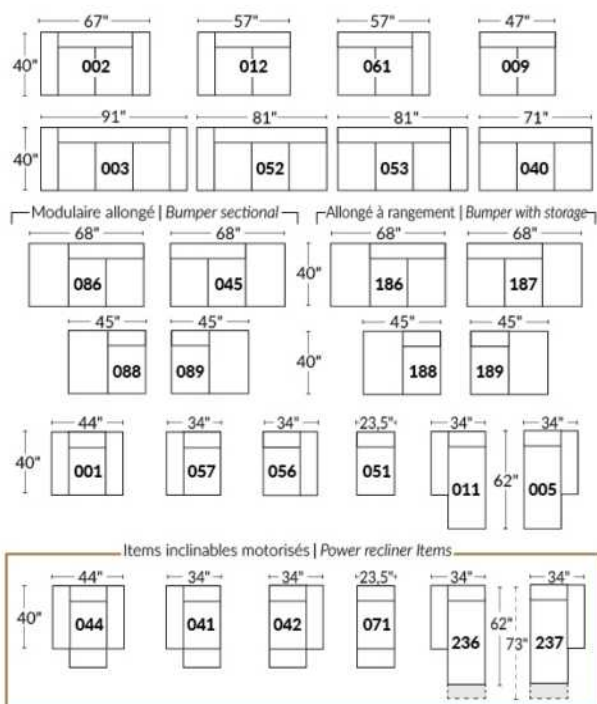 67" 57" 57" 47"
40" 002 012 061 009
91" 81" 81" 71"
40" 003 052 053 040
Modulaire allongé | Bumper sectional Allongé à rangement | Bumper with storage
68" 68" 68" 68"
086 045 40" 186 187
45" 45" 45" 45"
088 089 40" 188 189
44" 34" 34" 23,5" 34" 34"
40" 001 057 056 051 011 62" 005
Items inclinables motorisés | Power recliner Items
44" 34" 34" 23,5" 34" 34"
40" 044 041 042 071 236 62" 73" 237